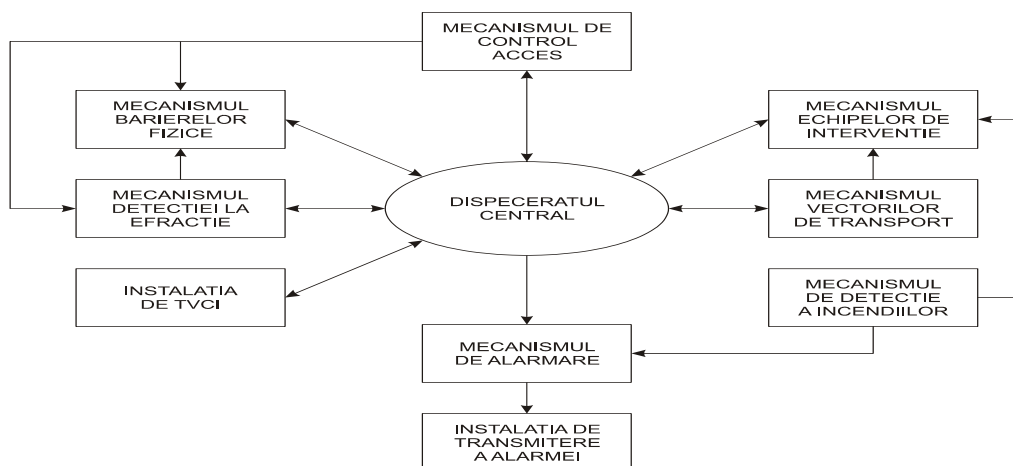 MECANISMUL DE
CONTROL
ACCES
MECANISMUL
BARIERELOR
FIZICE
MECANISMUL
ECHIPELOR DE
INTERVENTIE
MECANISMUL
DETECTIEI LA
EFRACTIE
DISPECERATUL
CENTRAL
MECANISMUL
VECTORILOR
DE TRANSPORT
INSTALATIA
DE TVCI
MECANISMUL
DE DETECTIE
A INCENDIILOR
MECANISMUL
DE ALARMARE
INSTALATIA DE
TRANSMITERE
A ALARMEI